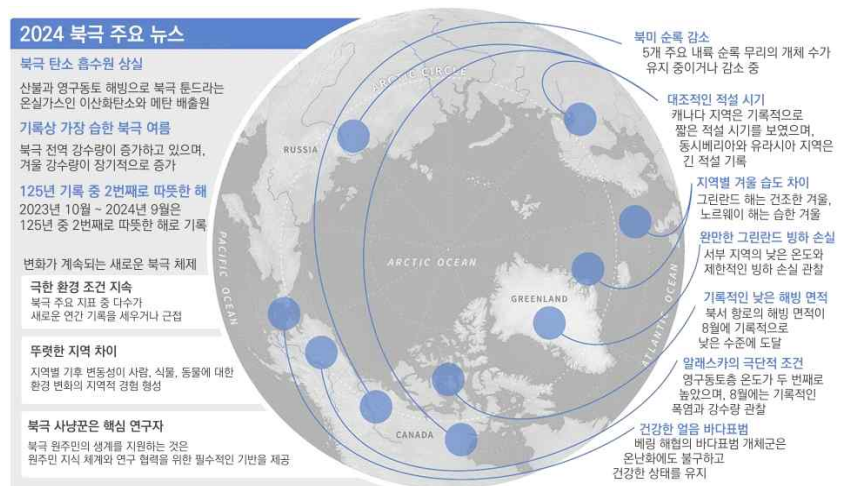 2024 북극 주요 뉴스
북극 탄소 흡수원 상실
산불과 영구동토 해빙으로 북극 툰드라는
온실가스인 이산화탄소와 메탄 배출원
기록상 가장 습한 북극 여름
북극 전역 강수량이 증가하고 있으며,
겨울 강수량이 장기적으로 증가
125년 기록 중 2번째로 따뜻한 해
2023년 10월 ~ 2024년 9월은
125년 중 2번째로 따뜻한 해로 기록
변화가 계속되는 새로운 북극 체제
극한 환경 조건 지속
북극 주요 지표 중 다수가
새로운 연간 기록을 세우거나 근접
뚜렷한 지역 차이
지역별 기후 변동성이 사람, 식물, 동물에 대한
환경 변화의 지역적 경험 형성
북극 사냥꾼은 핵심 연구자
북극 원주민의 생계를 지원하는 것은
원주민 지식 체계와 연구 협력을 위한 필수적인 기반을 제공
ARCTIC CIRCLE
RUSSIA
PACIFIC OCEAN
ARCTIC OCEAN
GREENLAND
ATLANTIC OCEAN
CANADA
북미 순록 감소
5개 주요 내륙 순록 무리의 개체 수가
유지 중이거나 감소 중
대조적인 적설 시기
캐나다 지역은 기록적으로
짧은 적설 시기를 보였으며,
동시베리아와 유라시아 지역은
긴 적설 기록
지역별 겨울 습도 차이
그린란드 해는 건조한 겨울,
노르웨이 해는 습한 겨울
완만한 그린란드 빙하 손실
서부 지역의 낮은 온도와
제한적인 빙하 손실 관찰
기록적인 낮은 해빙 면적
북서 항로의 해빙 면적이
8월에 기록적으로
낮은 수준에 도달
알래스카의 극단적 조건
영구동토층 온도가 두 번째로
높았으며, 8월에는 기록적인
폭염과 강수량 관찰
건강한 얼음 바다표범
베링 해협의 바다표범 개체군은
온난화에도 불구하고
건강한 상태를 유지